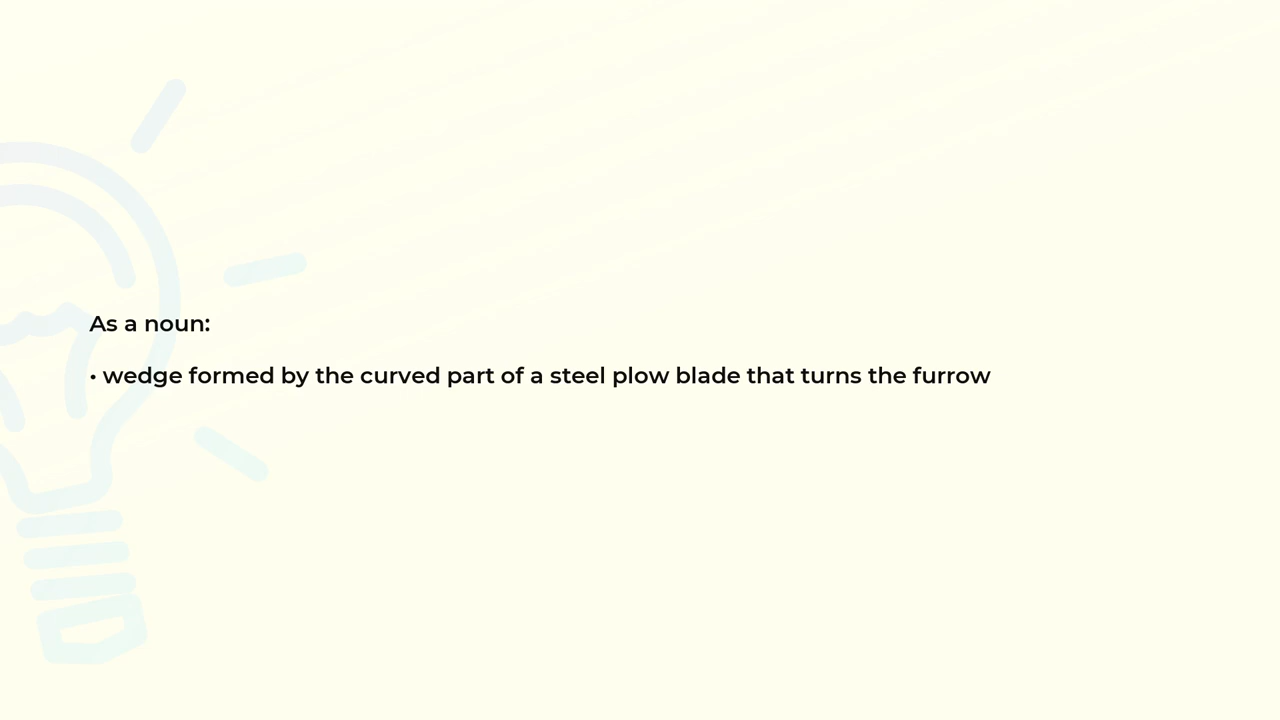 As a noun:
• wedge formed by the curved part of a steel plow blade that turns the furrow